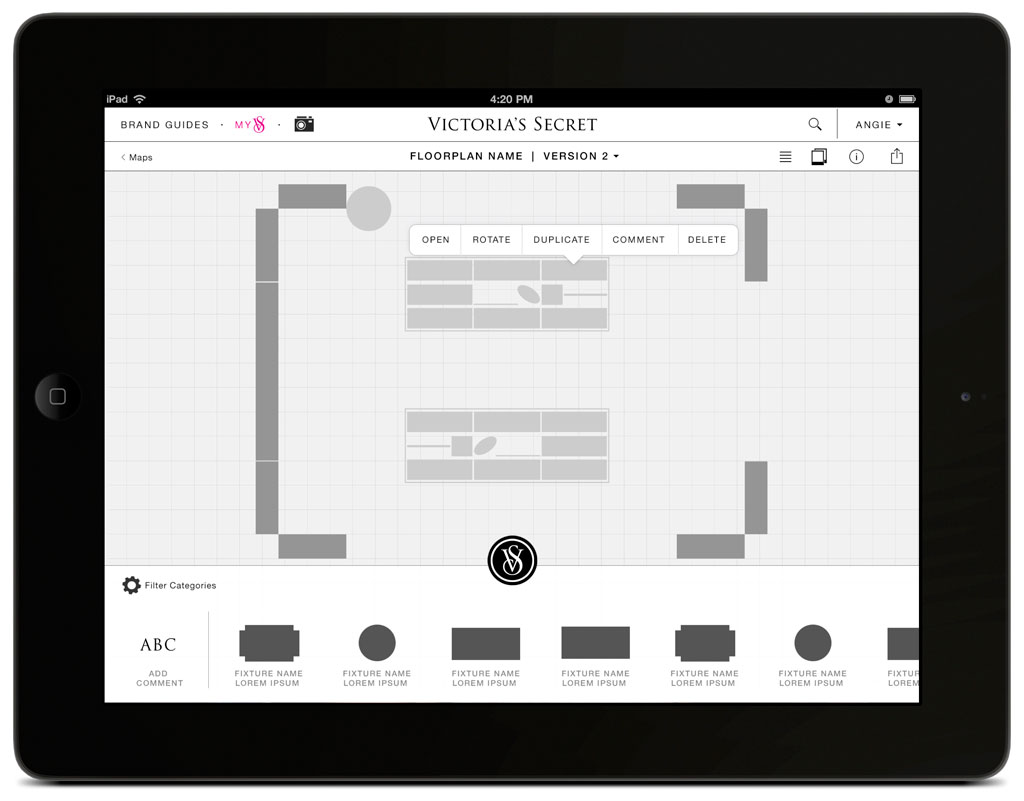 iPad 4:20 PM
BRAND GUIDES · MY VS · VICTORIA'S SECRET ANGIE
Maps FLOORPLAN NAME | VERSION 2
OPEN ROTATE DUPLICATE COMMENT DELETE
VS
Filter Categories
ABC
ADD
COMMENT
FIXTURE NAME
LOREM IPSUM
FIXTURE NAME
LOREM IPSUM
FIXTURE NAME
LOREM IPSUM
FIXTURE NAME
LOREM IPSUM
FIXTURE NAME
LOREM IPSUM
FIXTURE NAME
LOREM IPSUM
FIXTUR
LOREM